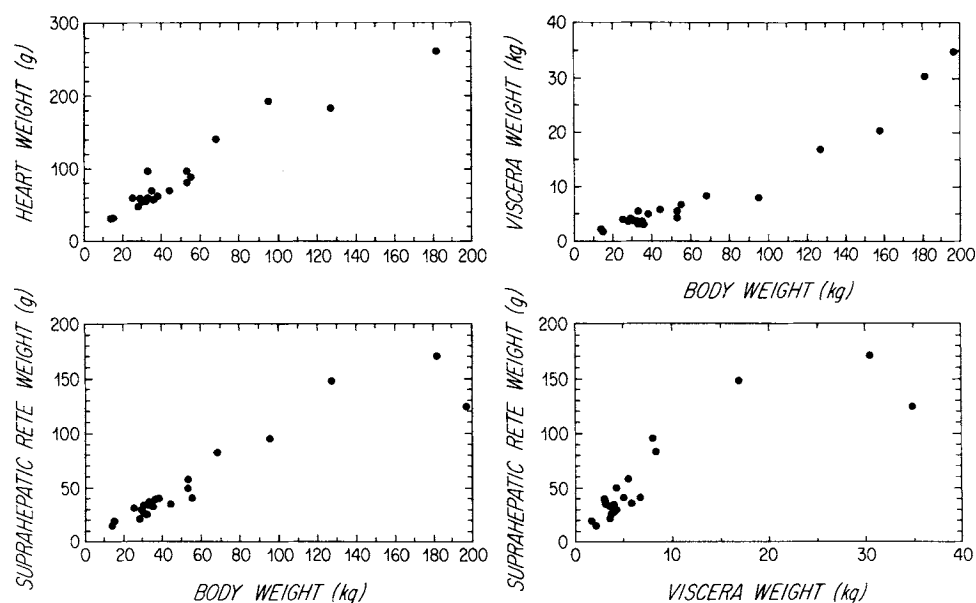 HEART WEIGHT (g)
300
200
100
0
0 20 40 60 80 100 120 140 160 180 200
VISCERA WEIGHT (kg)
40
30
20
10
0
0 20 40 60 80 100 120 140 160 180 200
BODY WEIGHT (kg)
SUPRAHEPATIC RETE WEIGHT (g)
200
150
100
50
0
0 20 40 60 80 100 120 140 160 180 200
BODY WEIGHT (kg)
SUPRAHEPATIC RETE WEIGHT (g)
200
150
100
50
0
0 10 20 30 40
VISCERA WEIGHT (kg)